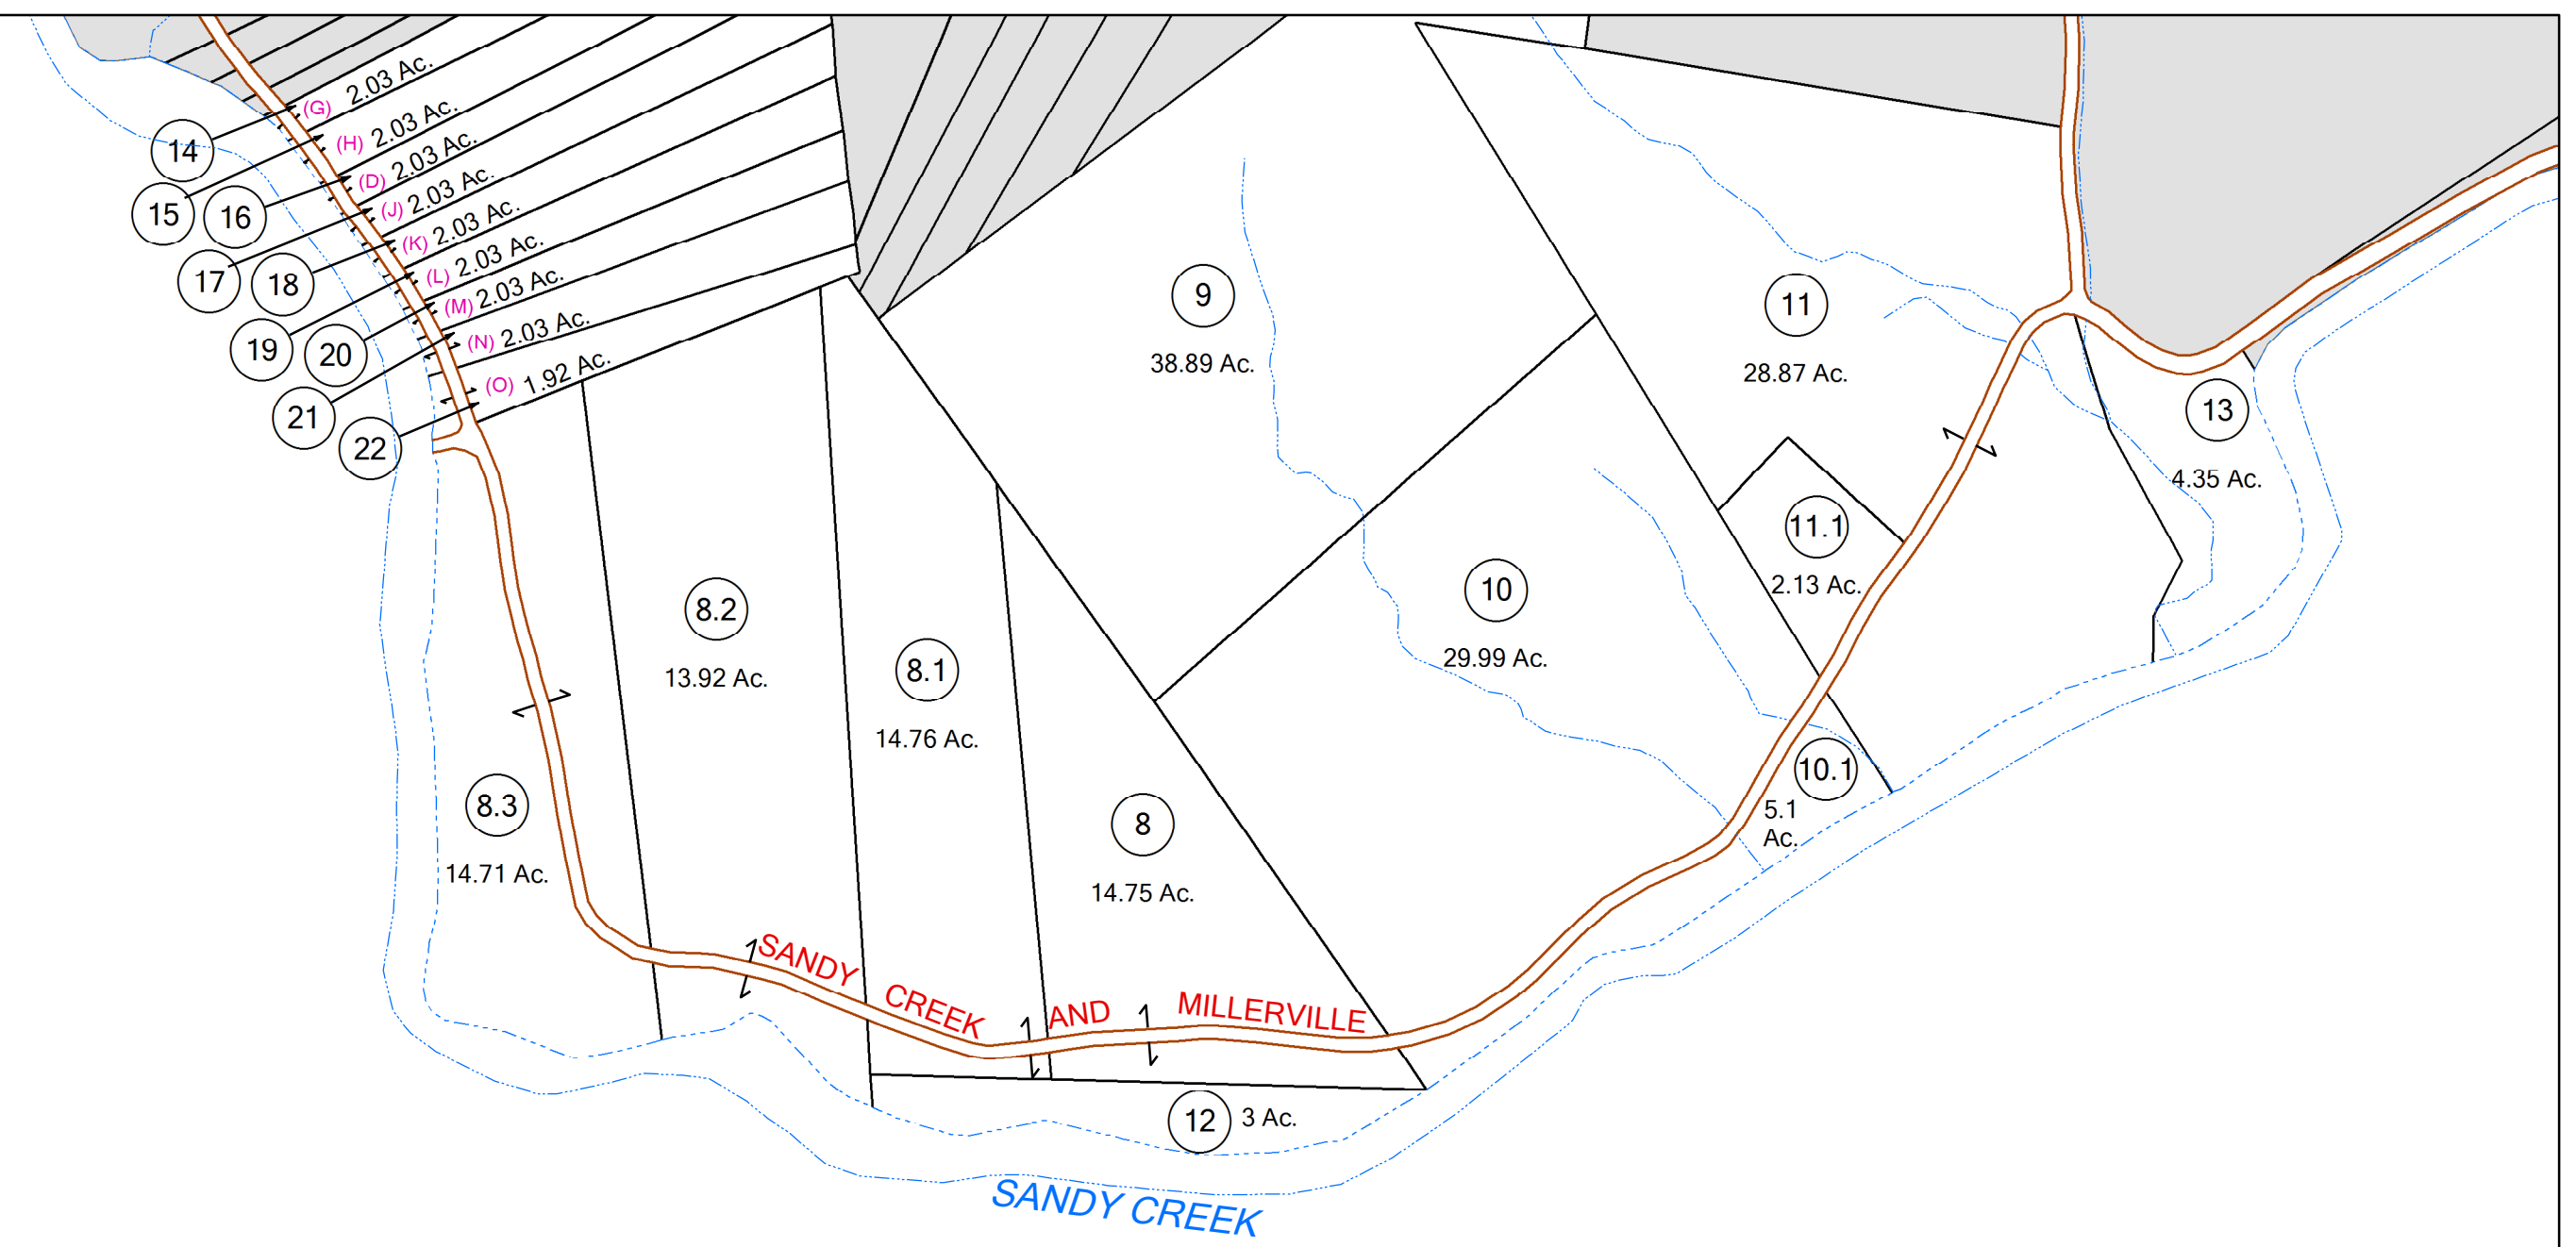 14
(G) 2.03 Ac.
15
(H) 2.03 Ac.
16
(D) 2.03 Ac.
17
(J) 2.03 Ac.
18
(K) 2.03 Ac.
19
(L) 2.03 Ac.
20
(M) 2.03 Ac.
21
(N) 2.03 Ac.
22
(O) 1.92 Ac.
9
38.89 Ac.
11
28.87 Ac.
13
4.35 Ac.
11.1
2.13 Ac.
10
29.99 Ac.
8.2
13.92 Ac.
8.1
14.76 Ac.
10.1
5.1
Ac.
8.3
14.71 Ac.
8
14.75 Ac.
SANDY CREEK AND MILLERVILLE
12 3 Ac.
SANDY CREEK